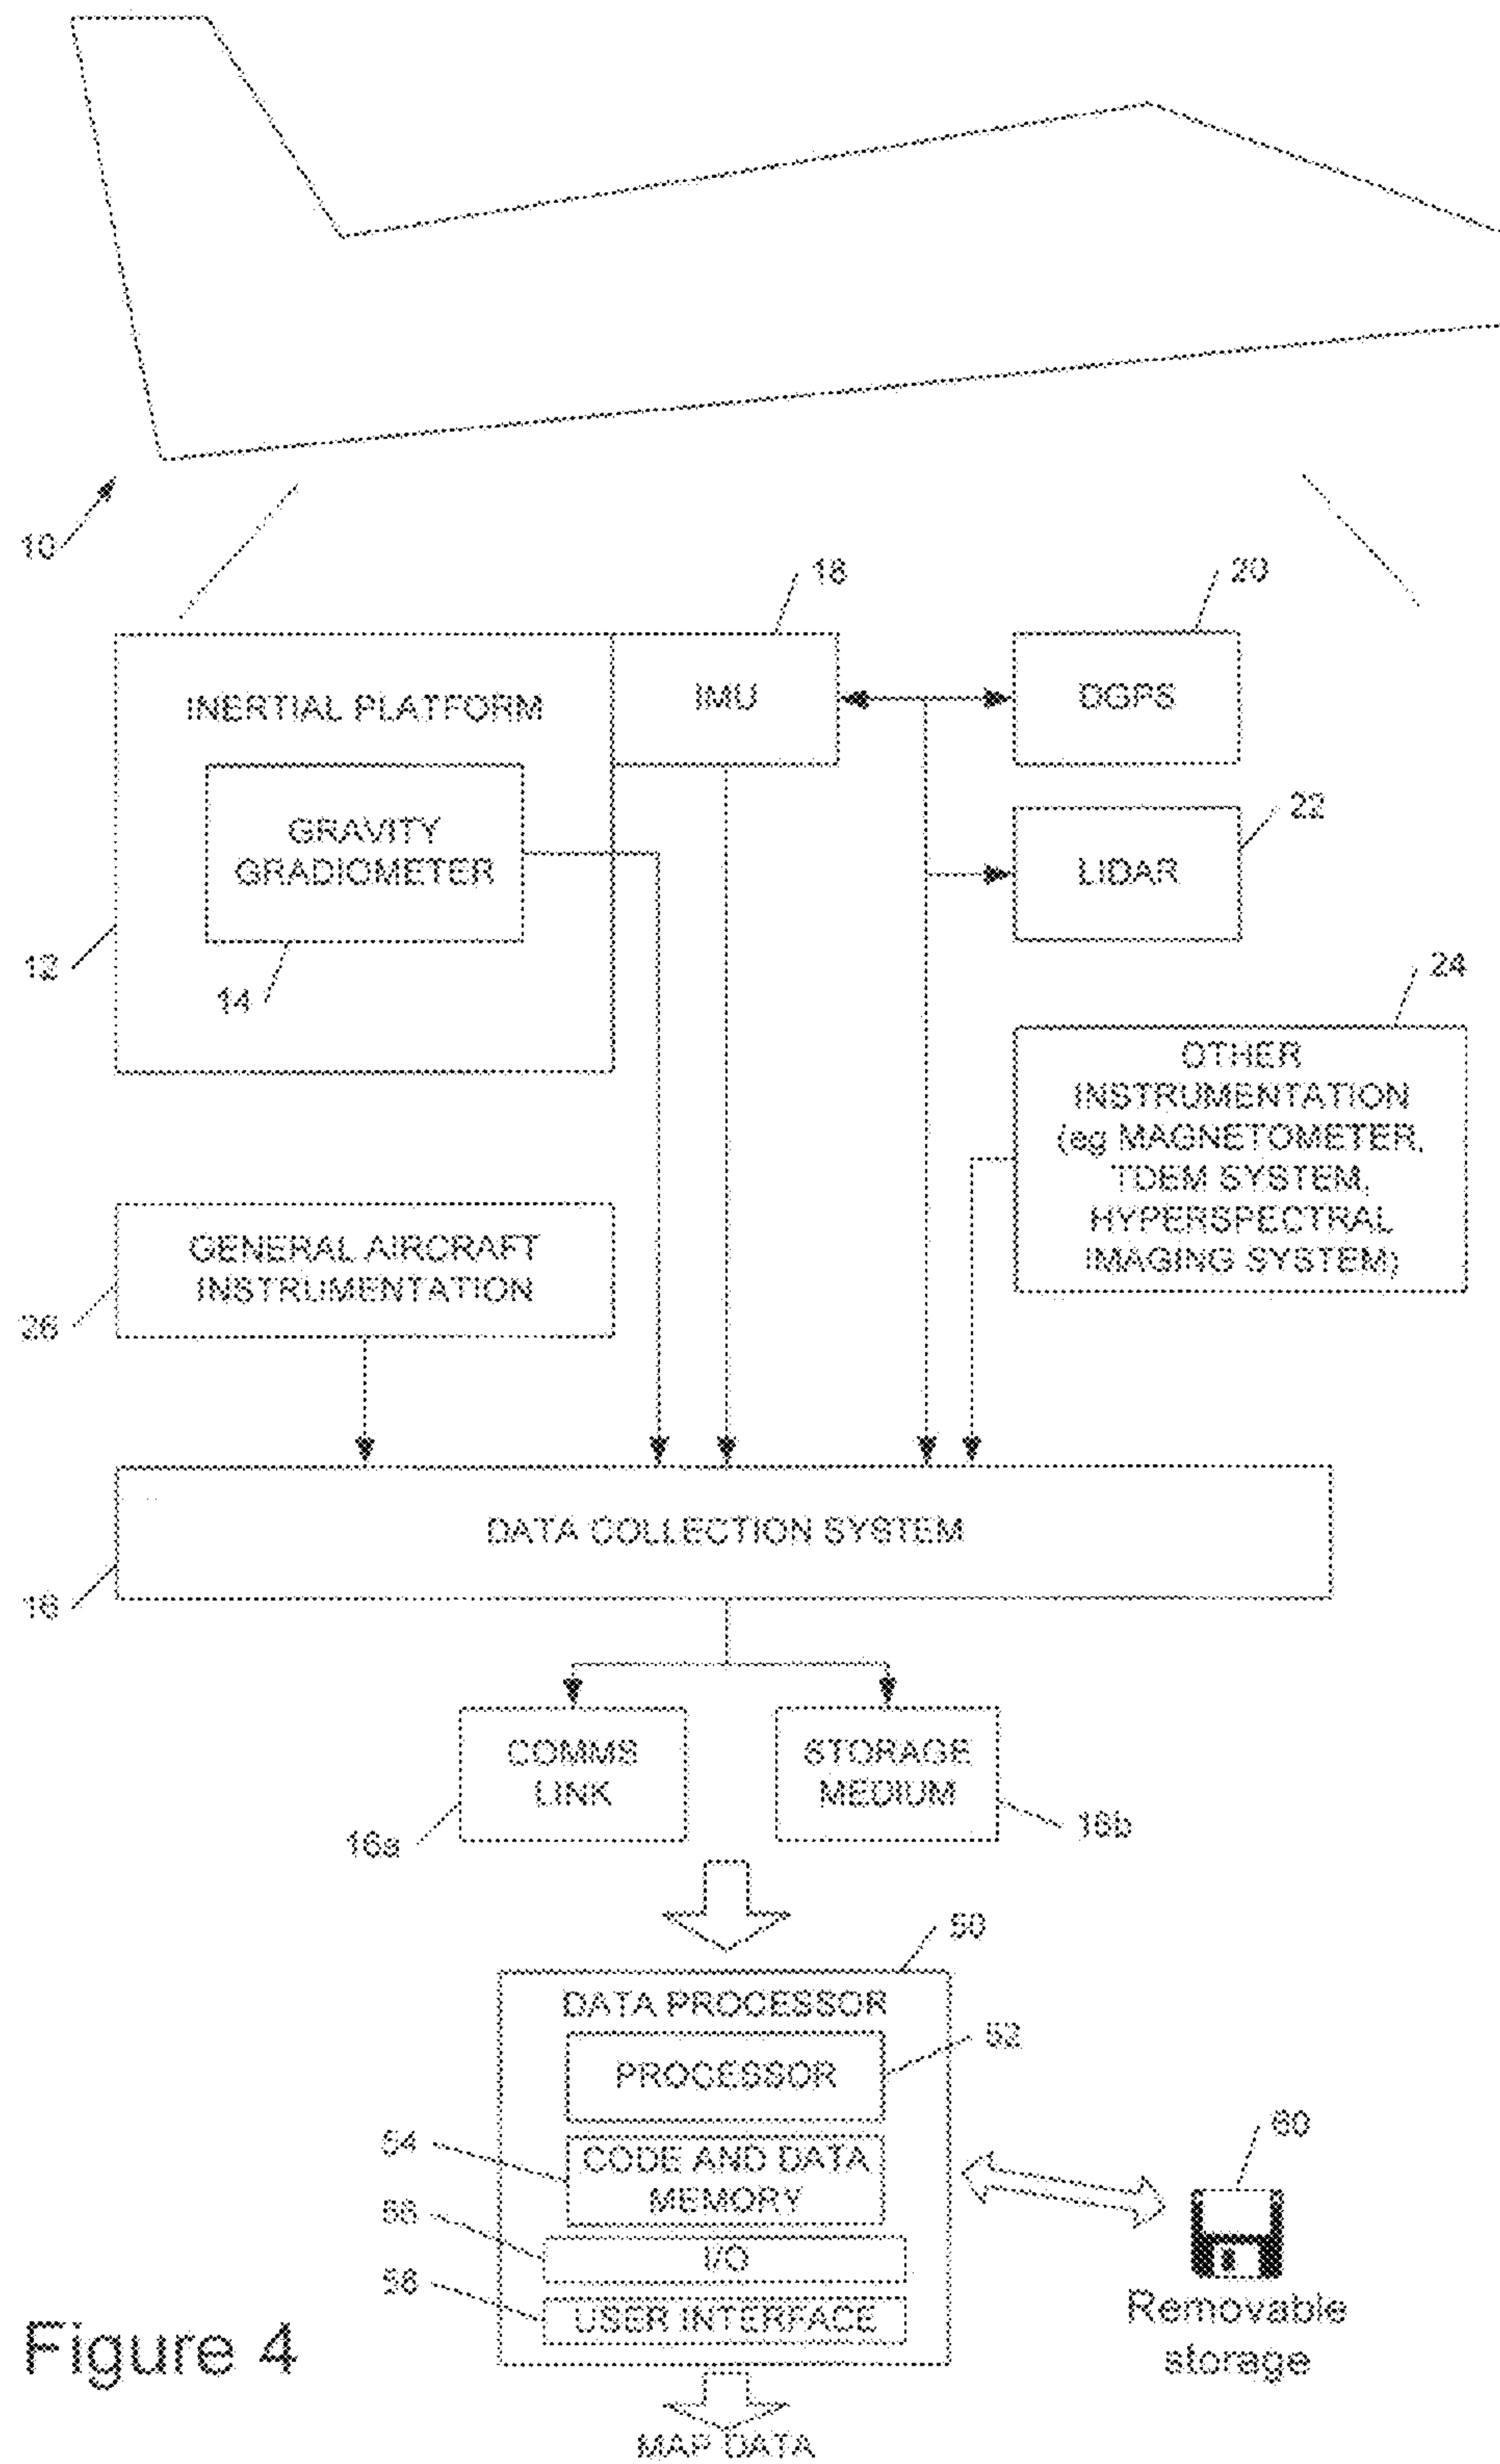 10
18
20
INERTIAL PLATFORM
IMU
DGPS
GRAVITY
GRADIOMETER
22
LIDAR
12
14
24
OTHER
INSTRUMENTATION
(eg MAGNETOMETER,
TDEM SYSTEM,
HYPERSPECTRAL
IMAGING SYSTEM)
GENERAL AIRCRAFT
INSTRUMENTATION
26
DATA COLLECTION SYSTEM
16
COMMS
LINK
STORAGE
MEDIUM
16a
16b
50
DATA PROCESSOR
PROCESSOR
52
54
CODE AND DATA
MEMORY
56
I/O
58
USER INTERFACE
60
Removable
storage
Figure 4
MAP DATA